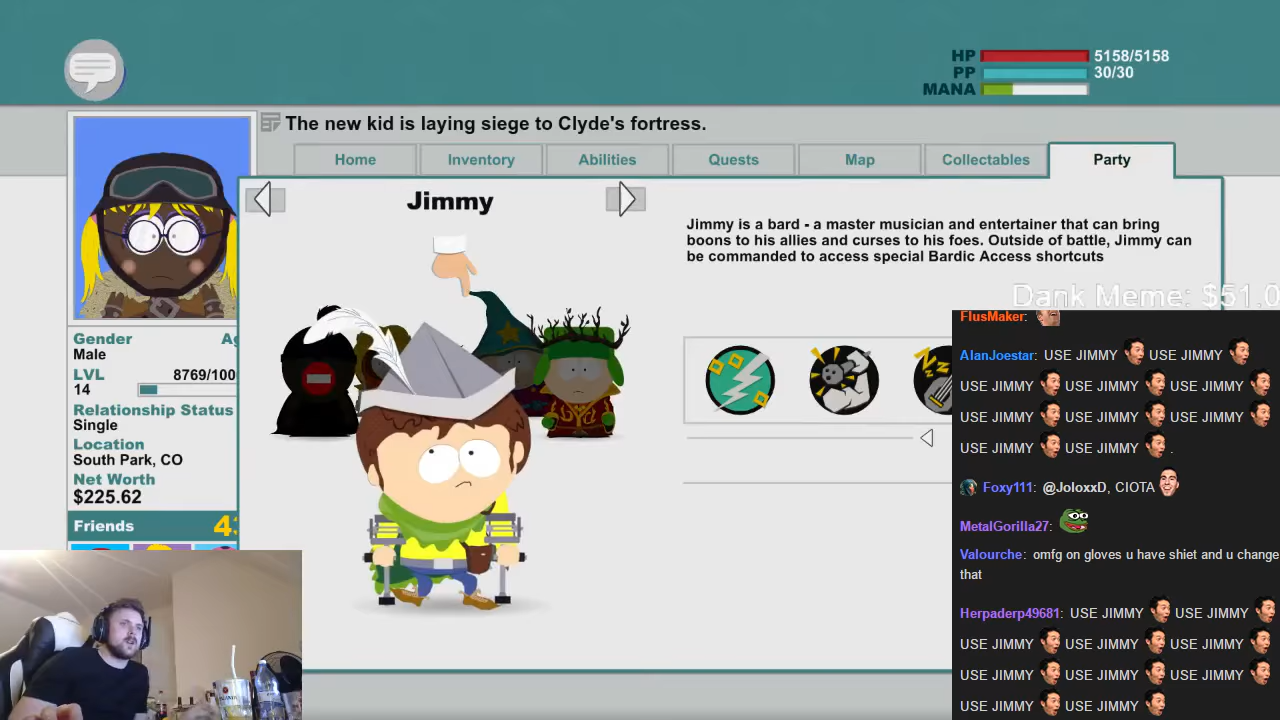 HP 5158/5158
PP 30/30
MANA
The new kid is laying siege to Clyde's fortress.
Home Inventory Abilities Quests Map Collectables Party
Jimmy
Jimmy is a bard - a master musician and entertainer that can bring
boons to his allies and curses to his foes. Outside of battle, Jimmy can
be commanded to access special Bardic Access shortcuts
Dank Meme: $51.0
Gender
Male
LVL 8769/100
14
Relationship Status
Single
Location
South Park, CO
Net Worth
$225.62
Friends
FlusMaker:
AlanJoestar: USE JIMMY USE JIMMY
USE JIMMY USE JIMMY USE JIMMY
USE JIMMY USE JIMMY USE JIMMY
USE JIMMY USE JIMMY .
Foxy111: @JoloxxD, CIOTA
MetalGorilla27:
Valourche: omfg on gloves u have shiet and u change
that
Herpaderp49681: USE JIMMY USE JIMMY
USE JIMMY USE JIMMY USE JIMMY
USE JIMMY USE JIMMY USE JIMMY
USE JIMMY USE JIMMY